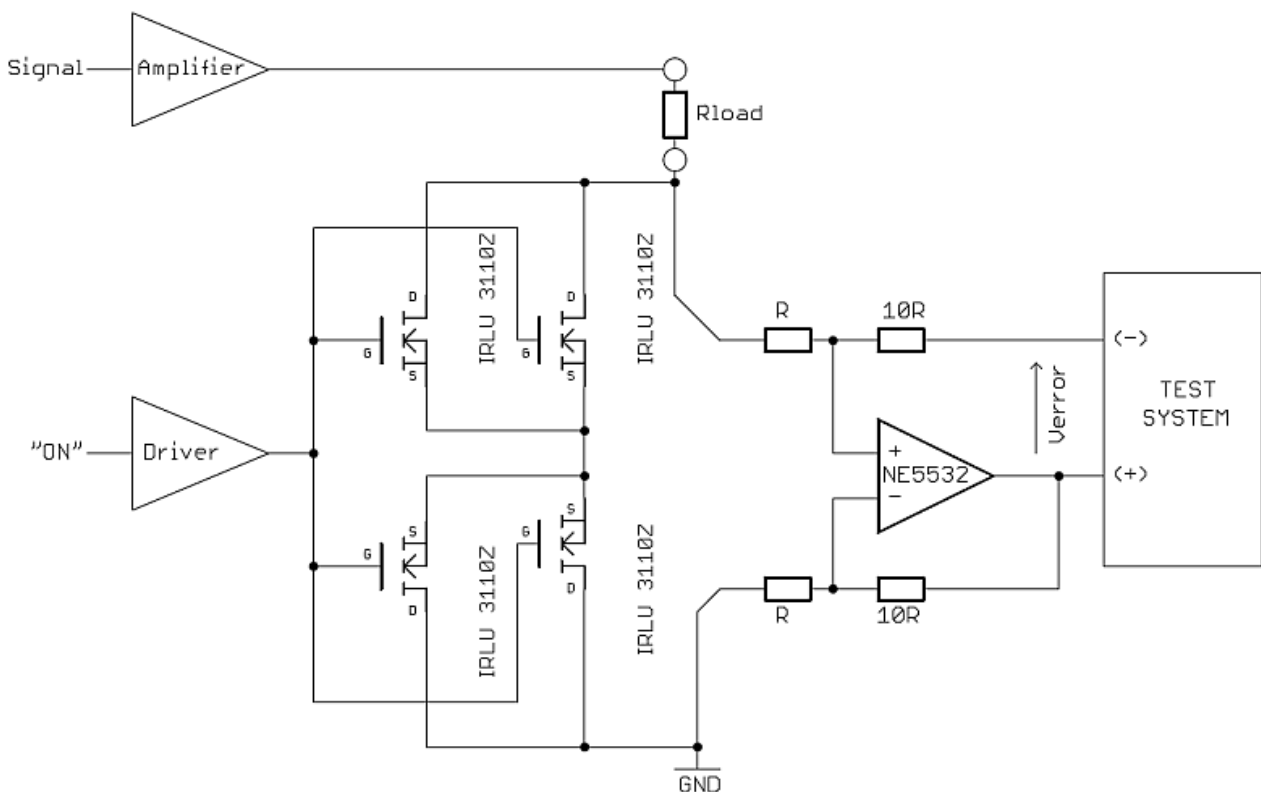 Signal
Amplifier
Rload
IRLU 3110Z
IRLU 3110Z
D
D
G
G
S
S
R
10R
(-)
Verror
TEST
SYSTEM
"ON"
Driver
+
NE5532
-
(+)
S
S
G
G
D
D
IRLU 3110Z
IRLU 3110Z
R
10R
GND